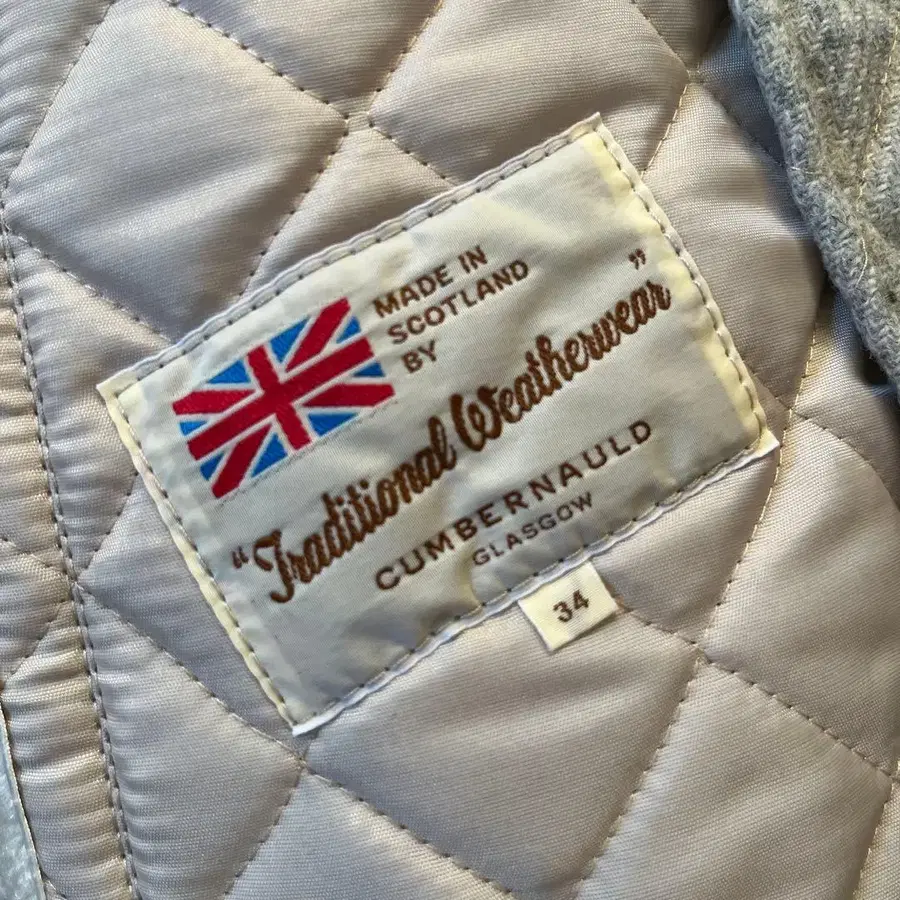 MADE IN
SCOTLAND
BY
"Traditional Weatherwear"
CUMBERNAULD
GLASGOW
34